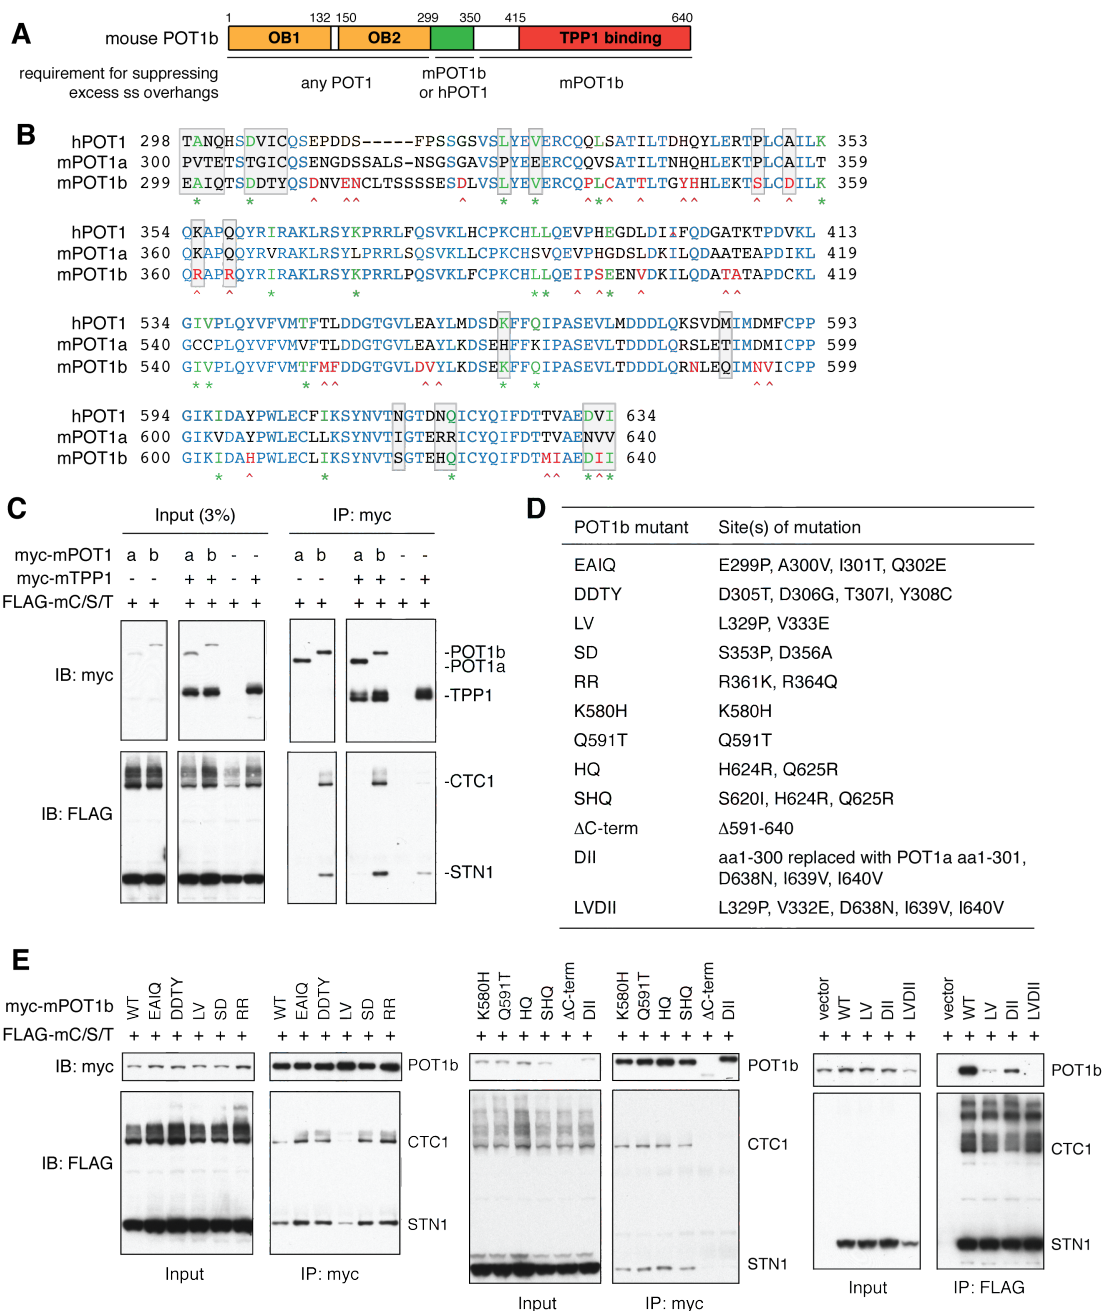 A
1 132 150 299 350 415 640
mouse POT1b OB1 OB2 TPP1 binding
requirement for suppressing excess ss overhangs
any POT1
mPOT1b or hPOT1
mPOT1b
B
hPOT1 298 TANQHSDVICQSEPDDS-----FPSSGSVSLYEVERCQQLSATILTDHQYLERTPLCAILK 353
mPOT1a 300 PVTETSTGICQSENGDSSALS-NSGSGAVSPYEEERCQQVSATILTNHQHLEKTPLCAILT 359
mPOT1b 299 EAIQTSDDTYQSDNVENCLTSSSSESDLVSLYEVERCQPLCATTLTGYHHLEKTSLCDILK 359
* * ^ ^^ ^ * * ^*^ ^ ^^ ^ ^ *
hPOT1 354 QKAPQQYRIRAKLRSYKPRRLFQSVKLHCPKCHLLQEVPHEGDLDIIFQDGATKTPDVKL 413
mPOT1a 360 QKAPQQYRVRAKLRSYLPRRLFQSVKLLCPKCHSVQEVPHGDSLDKILQDAATEAPDIKL 419
mPOT1b 360 QRAPRQYRIRAKLRSYKPRRLPQSVKLFCPKCHLLQEIPSEENVDKILQDGATATAPDCKL 419
^ ^ * * ** ^ ^* ^ ^^
hPOT1 534 GIVPLQYVFVMTFTLDDGTGVLEAYLMDSDKFFQIPASEVLMDDDLQKSVDMIMDMFCPP 593
mPOT1a 540 GCCPLQYVFVMVFTLDDGTGVLEAYLKDSEHFFKIPASEVLTDDDLQRSLETIMDMICPP 599
mPOT1b 540 GIVPLQYVFVMTFMFDDGTGVLDVYLKDSEKFFQIPASEVLTDDDLQRNLEQIMNVICPP 599
** * ^^ ^^ * * ^^
hPOT1 594 GIKIDAYPWLECFIKSYNVTNGTDNQICYQIFDTTVAEDVI 634
mPOT1a 600 GIKVDAYPWLECLLKSYNVTIGTERRICYQIFDTTVAENVV 640
mPOT1b 600 GIKIDAHPWLECLIKSYNVTSGTEHQICYQIFDTMIAEDII 640
* ^ * * ^^ *^*
C
Input (3%) IP: myc
myc-mPOT1 a b a b - - a b a b - -
myc-mTPP1 - - + + - + - - + + - +
FLAG-mC/S/T + + + + + + + + + + + +
IB: myc
-POT1b
-POT1a
-TPP1
IB: FLAG
-CTC1
-STN1
D
POT1b mutant Site(s) of mutation
EAIQ E299P, A300V, I301T, Q302E
DDTY D305T, D306G, T307I, Y308C
LV L329P, V333E
SD S353P, D356A
RR R361K, R364Q
K580H K580H
Q591T Q591T
HQ H624R, Q625R
SHQ S620I, H624R, Q625R
ΔC-term Δ591-640
DII aa1-300 replaced with POT1a aa1-301,
D638N, I639V, I640V
LVDII L329P, V332E, D638N, I639V, I640V
E
myc-mPOT1b WT EAIQ DDTY LV SD RR WT EAIQ DDTY LV SD RR K580H Q591T HQ SHQ ΔC-term DII K580H Q591T HQ SHQ ΔC-term DII vector WT LV DII LVDII vector WT LV DII LVDII
FLAG-mC/S/T + + + + + + + + + + + + + + + + + + + + + + + + + + + + + + + + + +
IB: myc POT1b POT1b POT1b
IB: FLAG CTC1 CTC1 CTC1
STN1 STN1 STN1
Input IP: myc Input IP: myc Input IP: FLAG